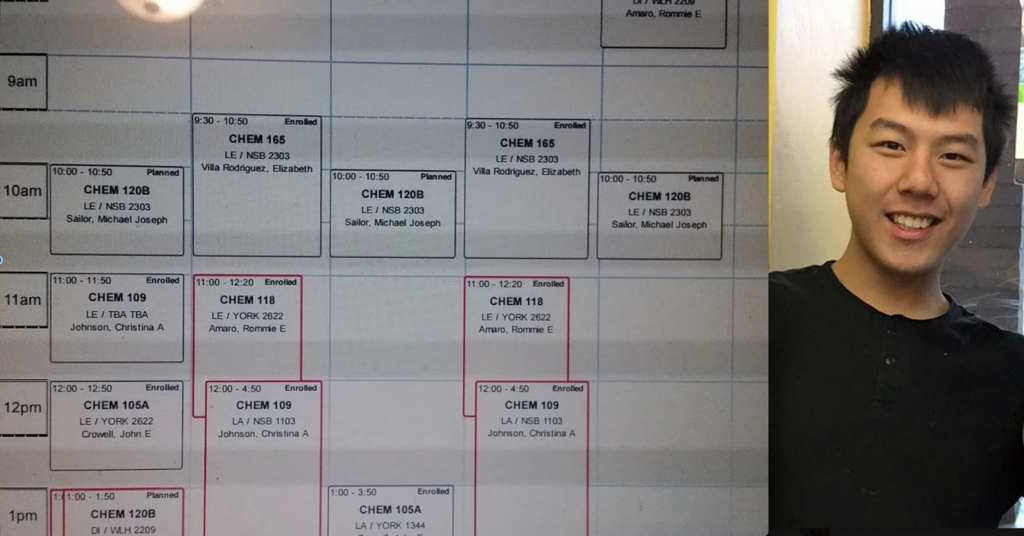 DI / WLH 2209
Amaro, Rommie E
9am
9:30 - 10:50 Enrolled
CHEM 165
LE / NSB 2303
Villa Rodriguez, Elizabeth
9:30 - 10:50 Enrolled
CHEM 165
LE / NSB 2303
Villa Rodriguez, Elizabeth
10am
10:00 - 10:50 Planned
CHEM 120B
LE / NSB 2303
Sailor, Michael Joseph
10:00 - 10:50 Planned
CHEM 120B
LE / NSB 2303
Sailor, Michael Joseph
10:00 - 10:50 Planned
CHEM 120B
LE / NSB 2303
Sailor, Michael Joseph
11am
11:00 - 11:50 Enrolled
CHEM 109
LE / TBA TBA
Johnson, Christina A
11:00 - 12:20 Enrolled
CHEM 118
LE / YORK 2622
Amaro, Rommie E
11:00 - 12:20 Enrolled
CHEM 118
LE / YORK 2622
Amaro, Rommie E
12pm
12:00 - 12:50 Enrolled
CHEM 105A
LE / YORK 2622
Crowell, John E
12:00 - 4:50 Enrolled
CHEM 109
LA / NSB 1103
Johnson, Christina A
12:00 - 4:50 Enrolled
CHEM 109
LA / NSB 1103
Johnson, Christina A
1pm
1:00 - 1:50 Planned
CHEM 120B
DI / WLH 2209
1:00 - 3:50 Enrolled
CHEM 105A
LA / YORK 1344